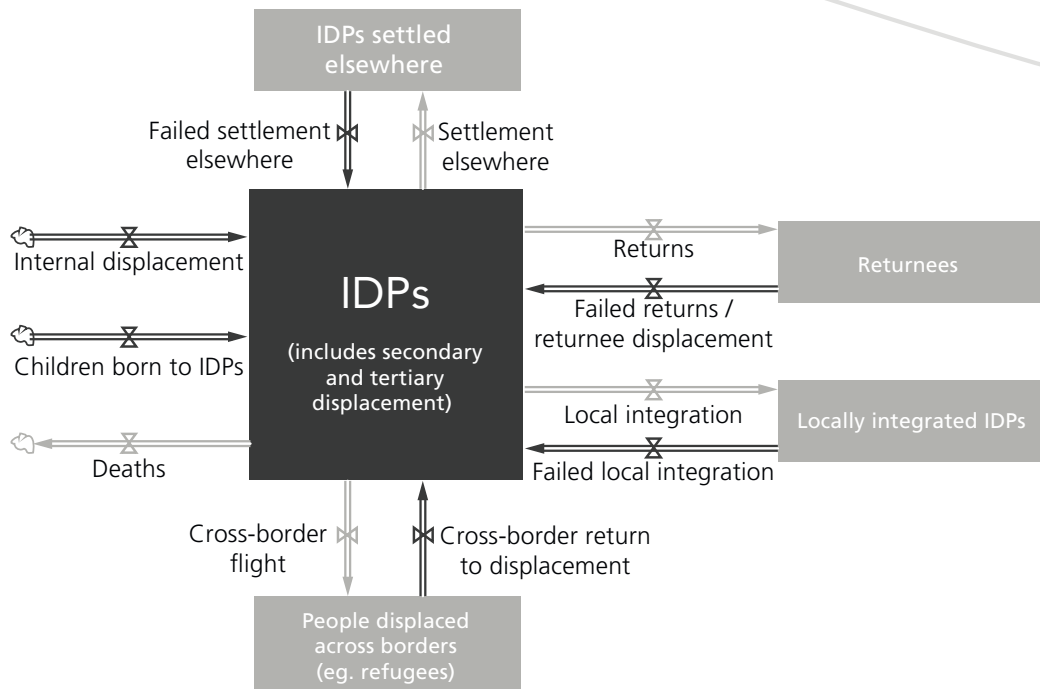 IDPs settled
elsewhere
Failed settlement
elsewhere
Settlement
elsewhere
Internal displacement
Children born to IDPs
Deaths
IDPs
(includes secondary
and tertiary
displacement)
Returns
Returnees
Failed returns /
returnee displacement
Local integration
Locally integrated IDPs
Failed local integration
Cross-border
flight
Cross-border return
to displacement
People displaced
across borders
(eg. refugees)